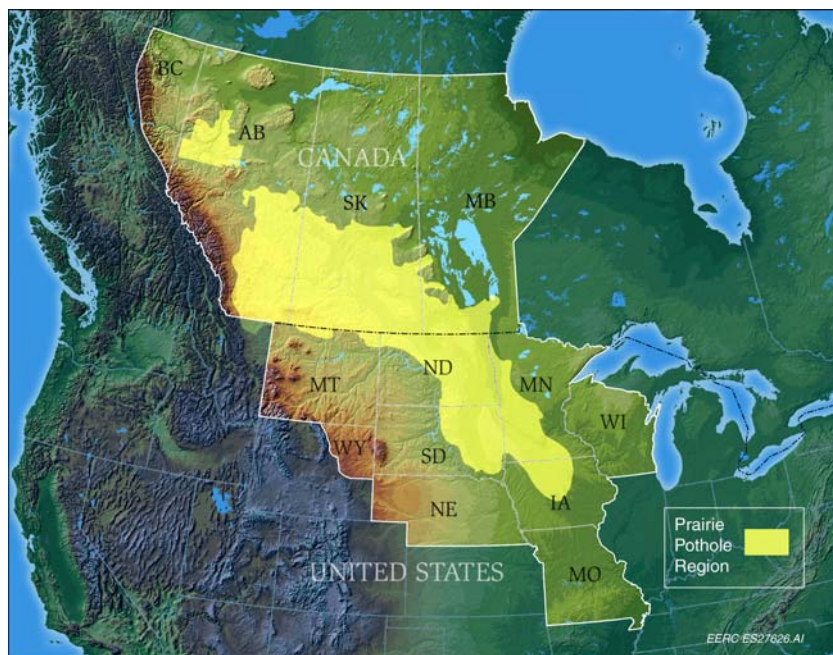 BC
AB
CANADA
SK
MB
MT
ND
MN
WI
WY
SD
NE
IA
MO
UNITED STATES
Prairie
Pothole
Region
EERC ES27626.AI